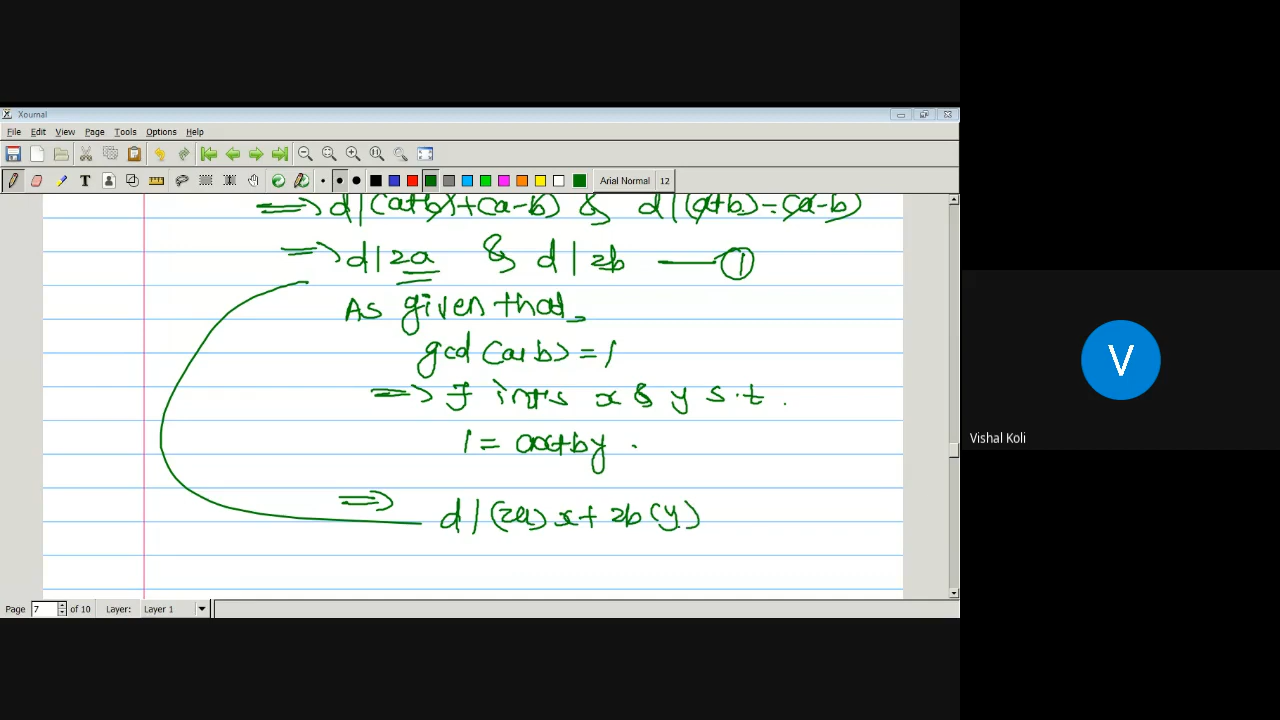 Xournal
File Edit View Page Tools Options Help
Arial Normal 12
=> d|(a+b)+(a-b) & d|(a+b)-(a-b)
=> d|2a & d|2b —— ①
As given that,
gcd(a,b)=1
=> ∃ ints x & y s.t.
1 = ax+by.
=> d|(2a)x+2b(y)
V
Vishal Koli
Page 7 of 10 Layer: Layer 1